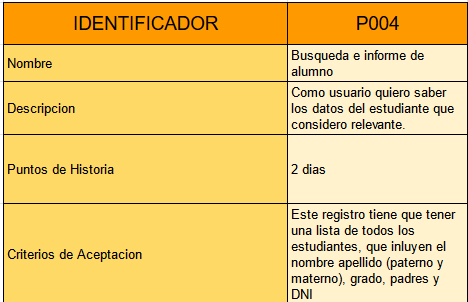 IDENTIFICADOR P004
Nombre
Busqueda e informe de
alumno
Descripcion
Como usuario quiero saber
los datos del estudiante que
considero relevante.
Puntos de Historia
2 dias
Criterios de Aceptacion
Este registro tiene que tener
una lista de todos los
estudiantes, que inluyen el
nombre apellido (paterno y
materno), grado, padres y
DNI